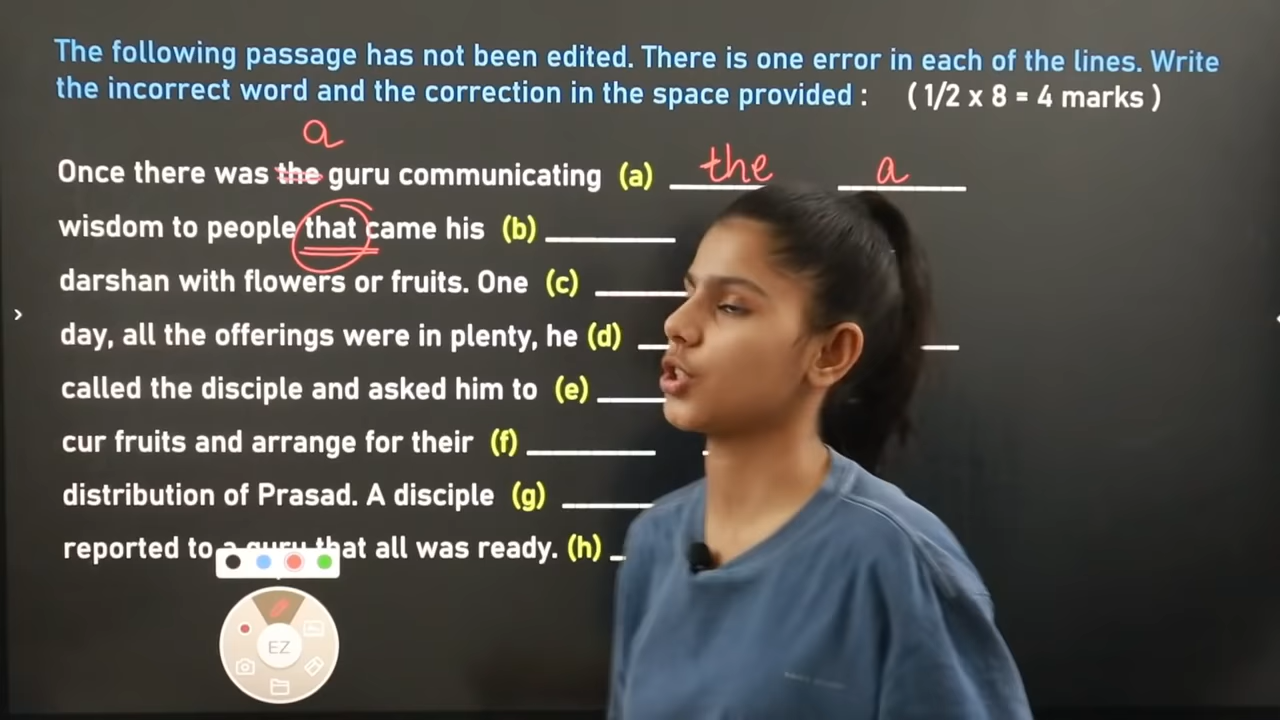 The following passage has not been edited. There is one error in each of the lines. Write
the incorrect word and the correction in the space provided : ( 1/2 x 8 = 4 marks )
a
Once there was the guru communicating (a) the a
wisdom to people that came his (b)
darshan with flowers or fruits. One (c)
day, all the offerings were in plenty, he (d)
called the disciple and asked him to (e)
cur fruits and arrange for their (f)
distribution of Prasad. A disciple (g)
reported to a guru that all was ready. (h)
EZ